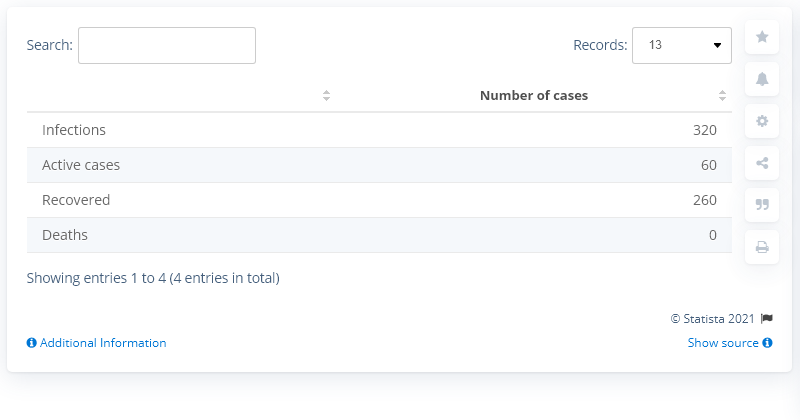 Search: Records: 13
Number of cases
Infections 320
Active cases 60
Recovered 260
Deaths 0
Showing entries 1 to 4 (4 entries in total)
© Statista 2021
Additional Information Show source